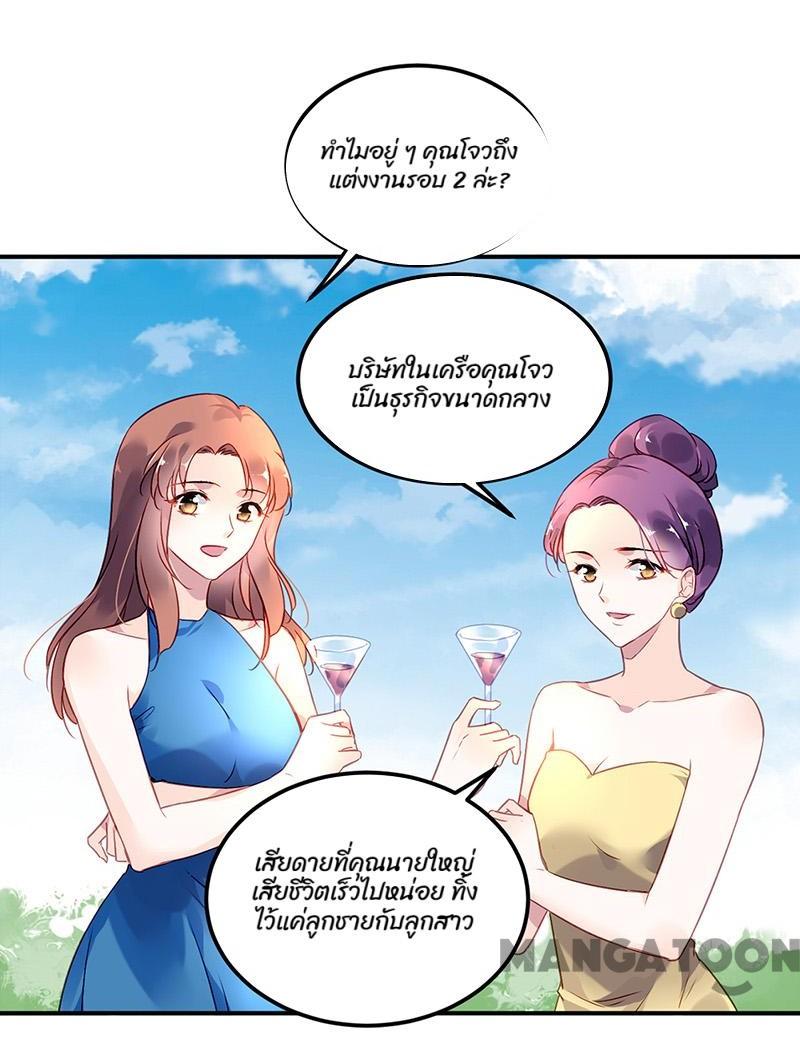 ทำไมอยู่ ๆ คุณโจวถึง
แต่งงานรอบ 2 ล่ะ?
บริษัทในเครือคุณโจว
เป็นธุรกิจขนาดกลาง
เสียดายที่คุณนายใหญ่
เสียชีวิตเร็วไปหน่อย ทิ้ง
ไว้แค่ลูกชายกับลูกสาว
MANGATOON